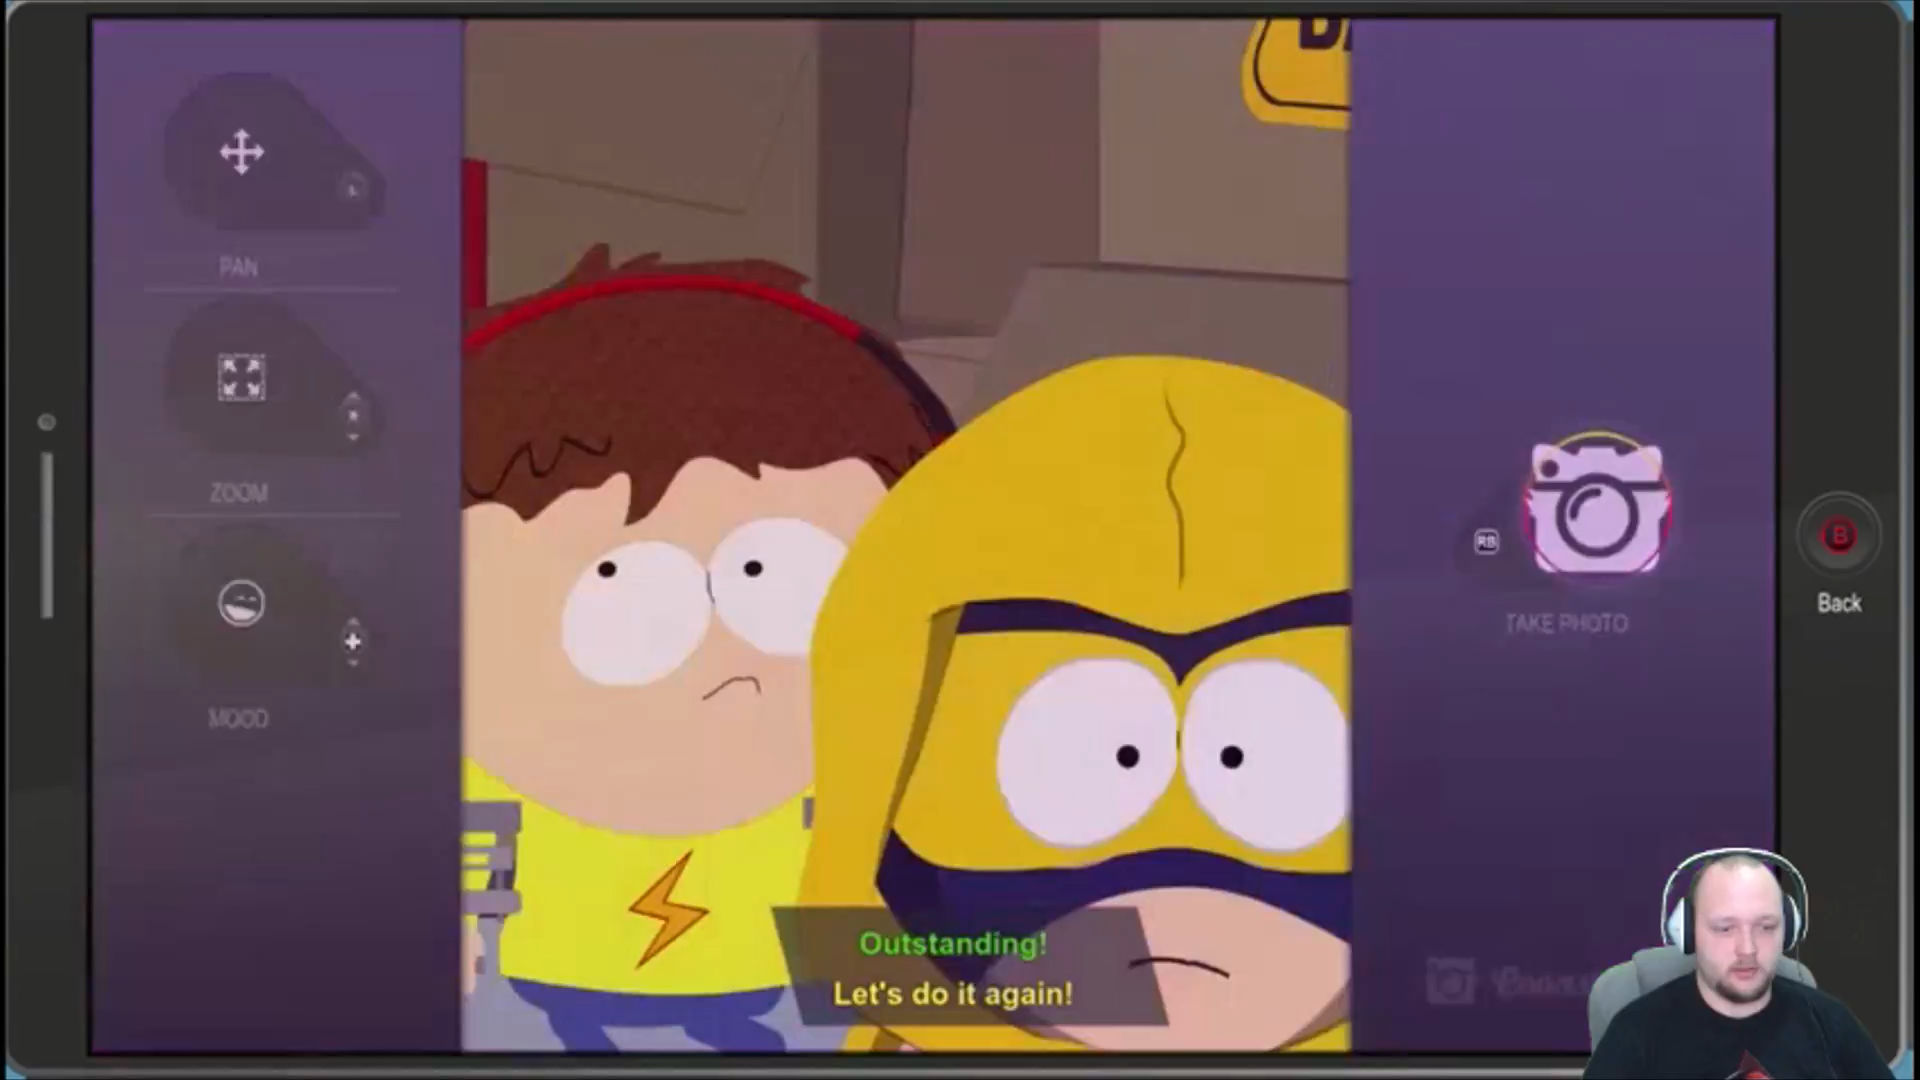 PAN
ZOOM
MOOD
Outstanding!
Let's do it again!
RB
TAKE PHOTO
B
Back